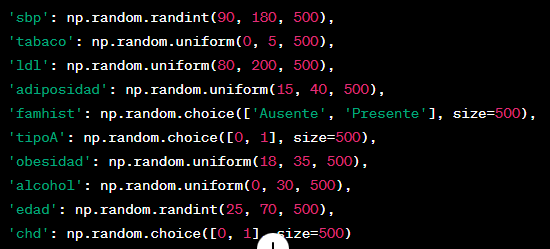 'sbp': np.random.randint(90, 180, 500),
'tabaco': np.random.uniform(0, 5, 500),
'ldl': np.random.uniform(80, 200, 500),
'adiposidad': np.random.uniform(15, 40, 500),
'famhist': np.random.choice(['Ausente', 'Presente'], size=500),
'tipoA': np.random.choice([0, 1], size=500),
'obesidad': np.random.uniform(18, 35, 500),
'alcohol': np.random.uniform(0, 30, 500),
'edad': np.random.randint(25, 70, 500),
'chd': np.random.choice([0, 1], size=500)